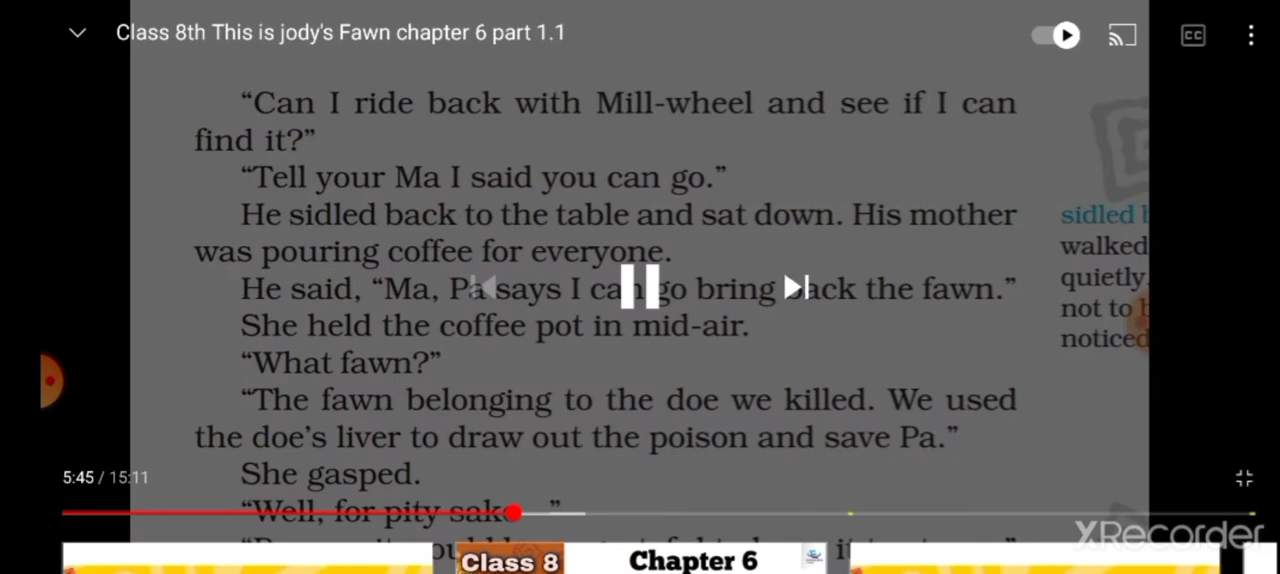 Class 8th This is jody's Fawn chapter 6 part 1.1
CC
“Can I ride back with Mill-wheel and see if I can
find it?”
“Tell your Ma I said you can go.”
He sidled back to the table and sat down. His mother
was pouring coffee for everyone.
He said, “Ma, Pa says I can go bring back the fawn.”
She held the coffee pot in mid-air.
“What fawn?”
“The fawn belonging to the doe we killed. We used
the doe’s liver to draw out the poison and save Pa.”
She gasped.
“Well, for pity sake ”
sidled
walked
quietly,
not to
noticed
5:45 / 15:11
XRecorder
Class 8
Chapter 6